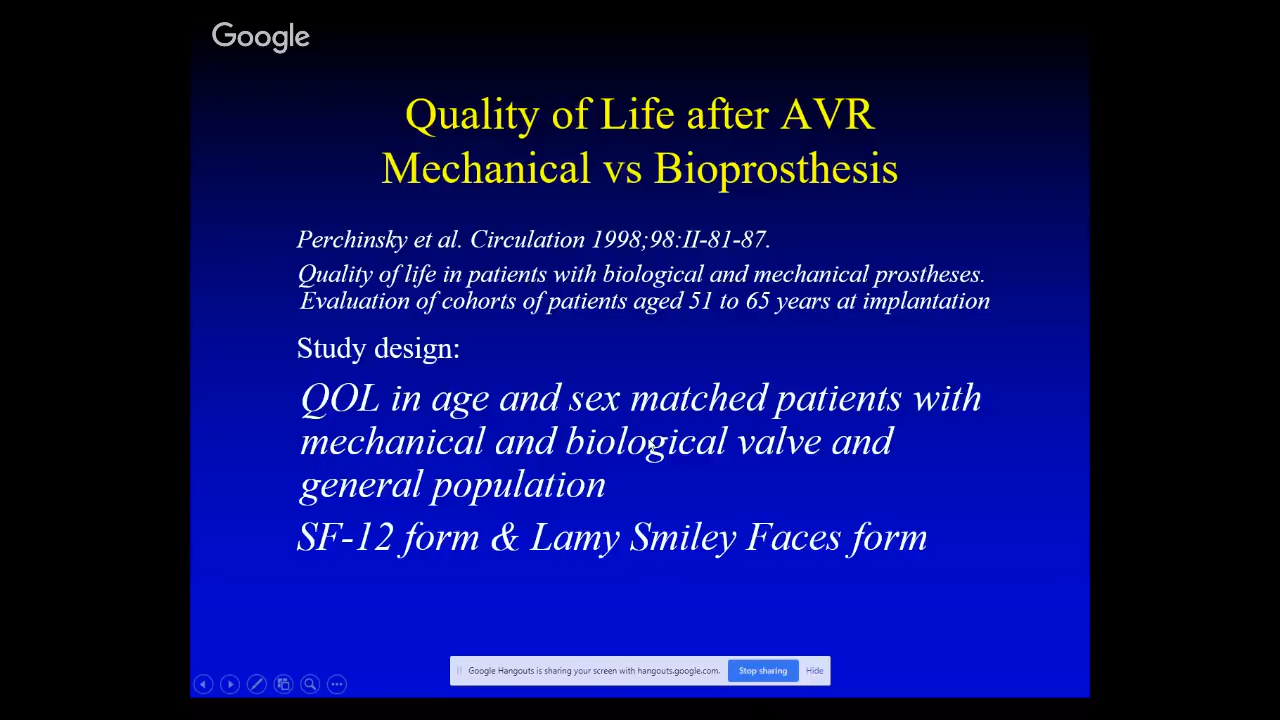 Google
Quality of Life after AVR
Mechanical vs Bioprosthesis
Perchinsky et al. Circulation 1998;98:II-81-87.
Quality of life in patients with biological and mechanical prostheses.
Evaluation of cohorts of patients aged 51 to 65 years at implantation
Study design:
QOL in age and sex matched patients with
mechanical and biological valve and
general population
SF-12 form & Lamy Smiley Faces form
Google Hangouts is sharing your screen with hangouts.google.com. Stop sharing Hide